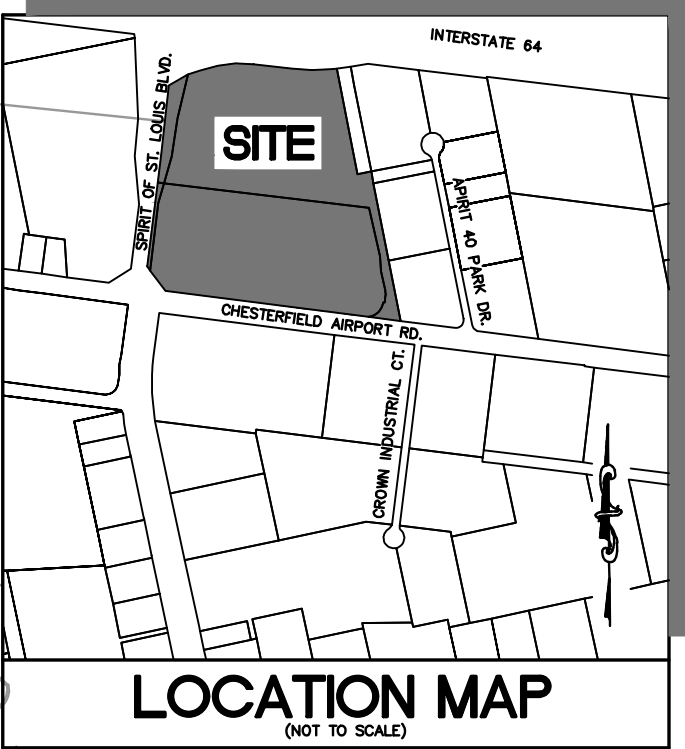 INTERSTATE 64
SPIRIT OF ST. LOUIS BLVD.
SITE
APIRIT 40 PARK DR.
CHESTERFIELD AIRPORT RD.
CROWN INDUSTRIAL CT.
LOCATION MAP
(NOT TO SCALE)